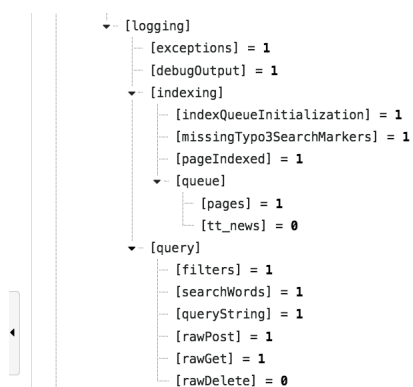 [logging]
[exceptions] = 1
[debugOutput] = 1
[indexing]
[indexQueueInitialization] = 1
[missingTypo3SearchMarkers] = 1
[pageIndexed] = 1
[queue]
[pages] = 1
[tt_news] = 0
[query]
[filters] = 1
[searchWords] = 1
[queryString] = 1
[rawPost] = 1
[rawGet] = 1
[rawDelete] = 0